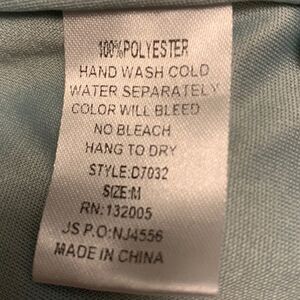 100%POLYESTER
HAND WASH COLD
WATER SEPARATELY
COLOR WILL BLEED
NO BLEACH
HANG TO DRY
STYLE:D7032
SIZE:M
RN:132005
JS P.O:NJ4556
MADE IN CHINA